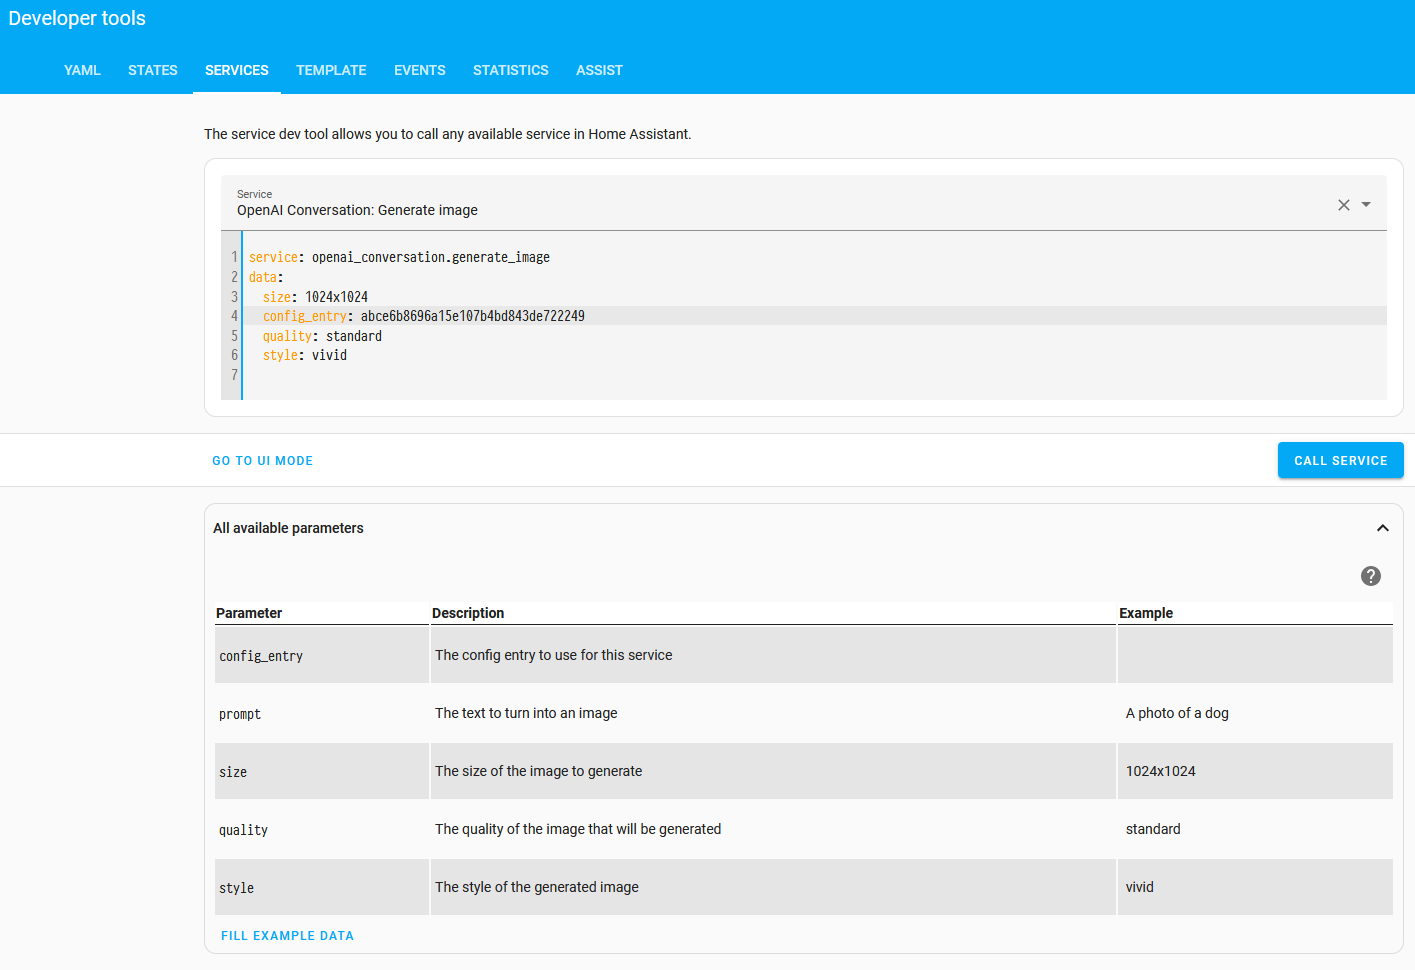 Developer tools
YAML STATES SERVICES TEMPLATE EVENTS STATISTICS ASSIST
The service dev tool allows you to call any available service in Home Assistant.
Service
OpenAI Conversation: Generate image
1 service: openai_conversation.generate_image
2 data:
3 size: 1024x1024
4 config_entry: abce6b8696a15e107b4bd843de722249
5 quality: standard
6 style: vivid
7
GO TO UI MODE CALL SERVICE
All available parameters
?
Parameter Description Example
config_entry The config entry to use for this service
prompt The text to turn into an image A photo of a dog
size The size of the image to generate 1024x1024
quality The quality of the image that will be generated standard
style The style of the generated image vivid
FILL EXAMPLE DATA